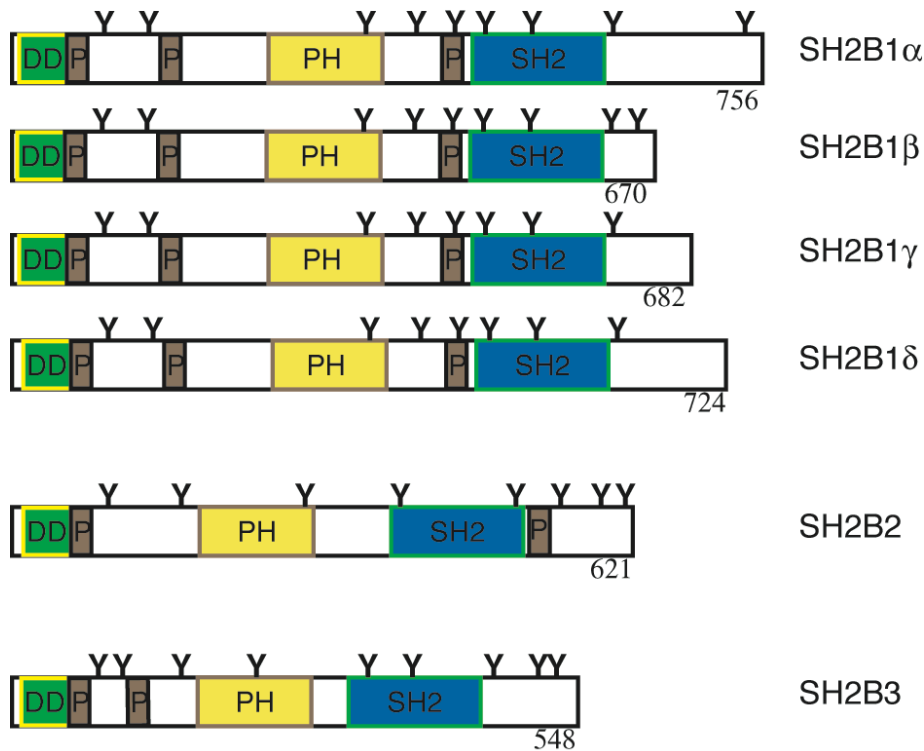 Y Y Y Y Y Y Y Y Y
DD P P PH P SH2 SH2B1α
756
Y Y Y Y Y Y Y Y Y
DD P P PH P SH2 SH2B1β
670
Y Y Y Y Y Y Y Y
DD P P PH P SH2 SH2B1γ
682
Y Y Y Y Y Y Y Y
DD P P PH P SH2 SH2B1δ
724
Y Y Y Y Y Y Y Y
DD P PH SH2 P SH2B2
621
Y Y Y Y Y Y Y Y Y
DD P P PH SH2 SH2B3
548